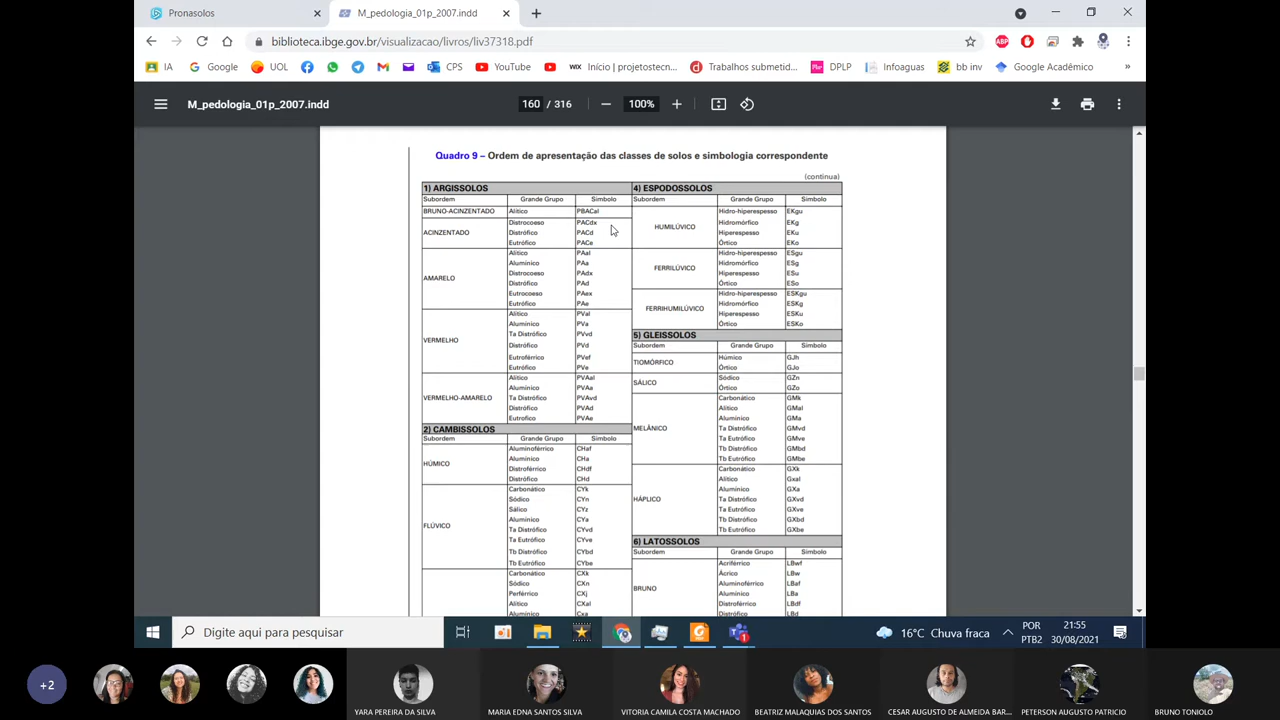 Pronasolos
M_pedologia_01p_2007.indd
biblioteca.ibge.gov.br/visualizacao/livros/liv37318.pdf
IA Google UOL CPS YouTube Início | projetostecn... Trabalhos submetid... DPLP Infoaguas bb inv Google Acadêmico
M_pedologia_01p_2007.indd 160 / 316 100%
Quadro 9 – Ordem de apresentação das classes de solos e simbologia correspondente
(continua)
1) ARGISSOLOS
Subordem Grande Grupo Símbolo
BRUNO-ACINZENTADO Alítico PBACal
ACINZENTADO
Distrocoeso PACdx
Distrófico PACd
Eutrófico PACe
AMARELO
Alítico PAal
Alumínico PAa
Distrocoeso PAdx
Distrófico PAd
Eutrocoeso PAex
Eutrófico PAe
VERMELHO
Alítico PVal
Alumínico PVa
Ta Distrófico PVvd
Distrófico PVd
Eutroférrico PVef
Eutrófico PVe
VERMELHO-AMARELO
Alítico PVAal
Alumínico PVAa
Ta Distrófico PVAvd
Distrófico PVAd
Eutrofico PVAe
2) CAMBISSOLOS
Subordem Grande Grupo Símbolo
HÚMICO
Aluminoférrico CHaf
Alumínico CHa
Distroférrico CHdf
Distrófico CHd
FLÚVICO
Carbonático CYk
Sódico CYn
Sálico CYz
Alumínico CYa
Ta Distrófico CYvd
Ta Eutrófico CYve
Tb Distrófico CYbd
Tb Eutrófico CYbe
Carbonático CXk
Sódico CXn
Perférrico CXj
Alítico CXal
Alumínico Cxa
4) ESPODOSSOLOS
Subordem Grande Grupo Símbolo
HUMILÚVICO
Hidro-hiperespesso EKgu
Hidromórfico EKg
Hiperespesso EKu
Órtico EKo
FERRILÚVICO
Hidro-hiperespesso ESgu
Hidromórfico ESg
Hiperespesso ESu
Órtico ESo
FERRIHUMILÚVICO
Hidro-hiperespesso ESKgu
Hidromórfico ESKg
Hiperespesso ESKu
Órtico ESKo
5) GLEISSOLOS
Subordem Grande Grupo Símbolo
TIOMÓRFICO
Húmico GJh
Órtico GJo
SÁLICO
Sódico GZn
Órtico GZo
MELÂNICO
Carbonático GMk
Alítico GMal
Alumínico GMa
Ta Distrófico GMvd
Ta Eutrófico GMve
Tb Distrófico GMbd
Tb Eutrófico GMbe
HÁPLICO
Carbonático GXk
Alítico Gxal
Alumínico GXa
Ta Distrófico GXvd
Ta Eutrófico GXve
Tb Distrófico GXbd
Tb Eutrófico GXbe
6) LATOSSOLOS
Subordem Grande Grupo Símbolo
BRUNO
Acriférrico LBwf
Ácrico LBw
Aluminoférrico LBaf
Alumínico LBa
Distroférrico LBdf
Distrófico LBd
Digite aqui para pesquisar
16°C Chuva fraca
POR
PTB2
21:55
30/08/2021
+2
YARA PEREIRA DA SILVA
MARIA EDNA SANTOS SILVA
VITORIA CAMILA COSTA MACHADO
BEATRIZ MALAQUIAS DOS SANTOS
CESAR AUGUSTO DE ALMEIDA BAR...
PETERSON AUGUSTO PATRICIO
BRUNO TONIOLO